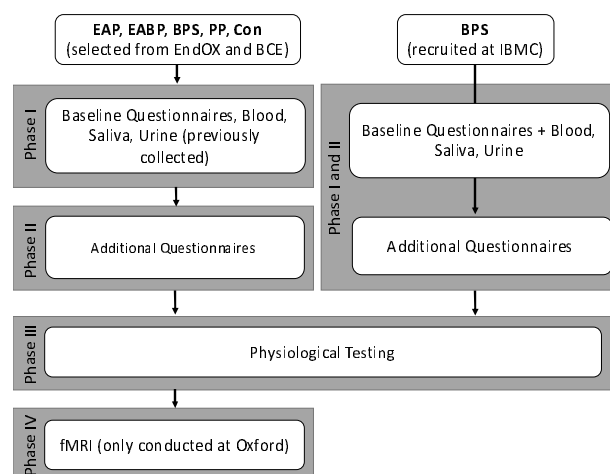 EAP, EABP, BPS, PP, Con
(selected from EndOX and BCE)
BPS
(recruited at IBMC)
Phase I
Baseline Questionnaires, Blood,
Saliva, Urine (previously
collected)
Phase I and II
Baseline Questionnaires + Blood,
Saliva, Urine
Phase II
Additional Questionnaires
Additional Questionnaires
Phase III
Physiological Testing
Phase IV
fMRI (only conducted at Oxford)